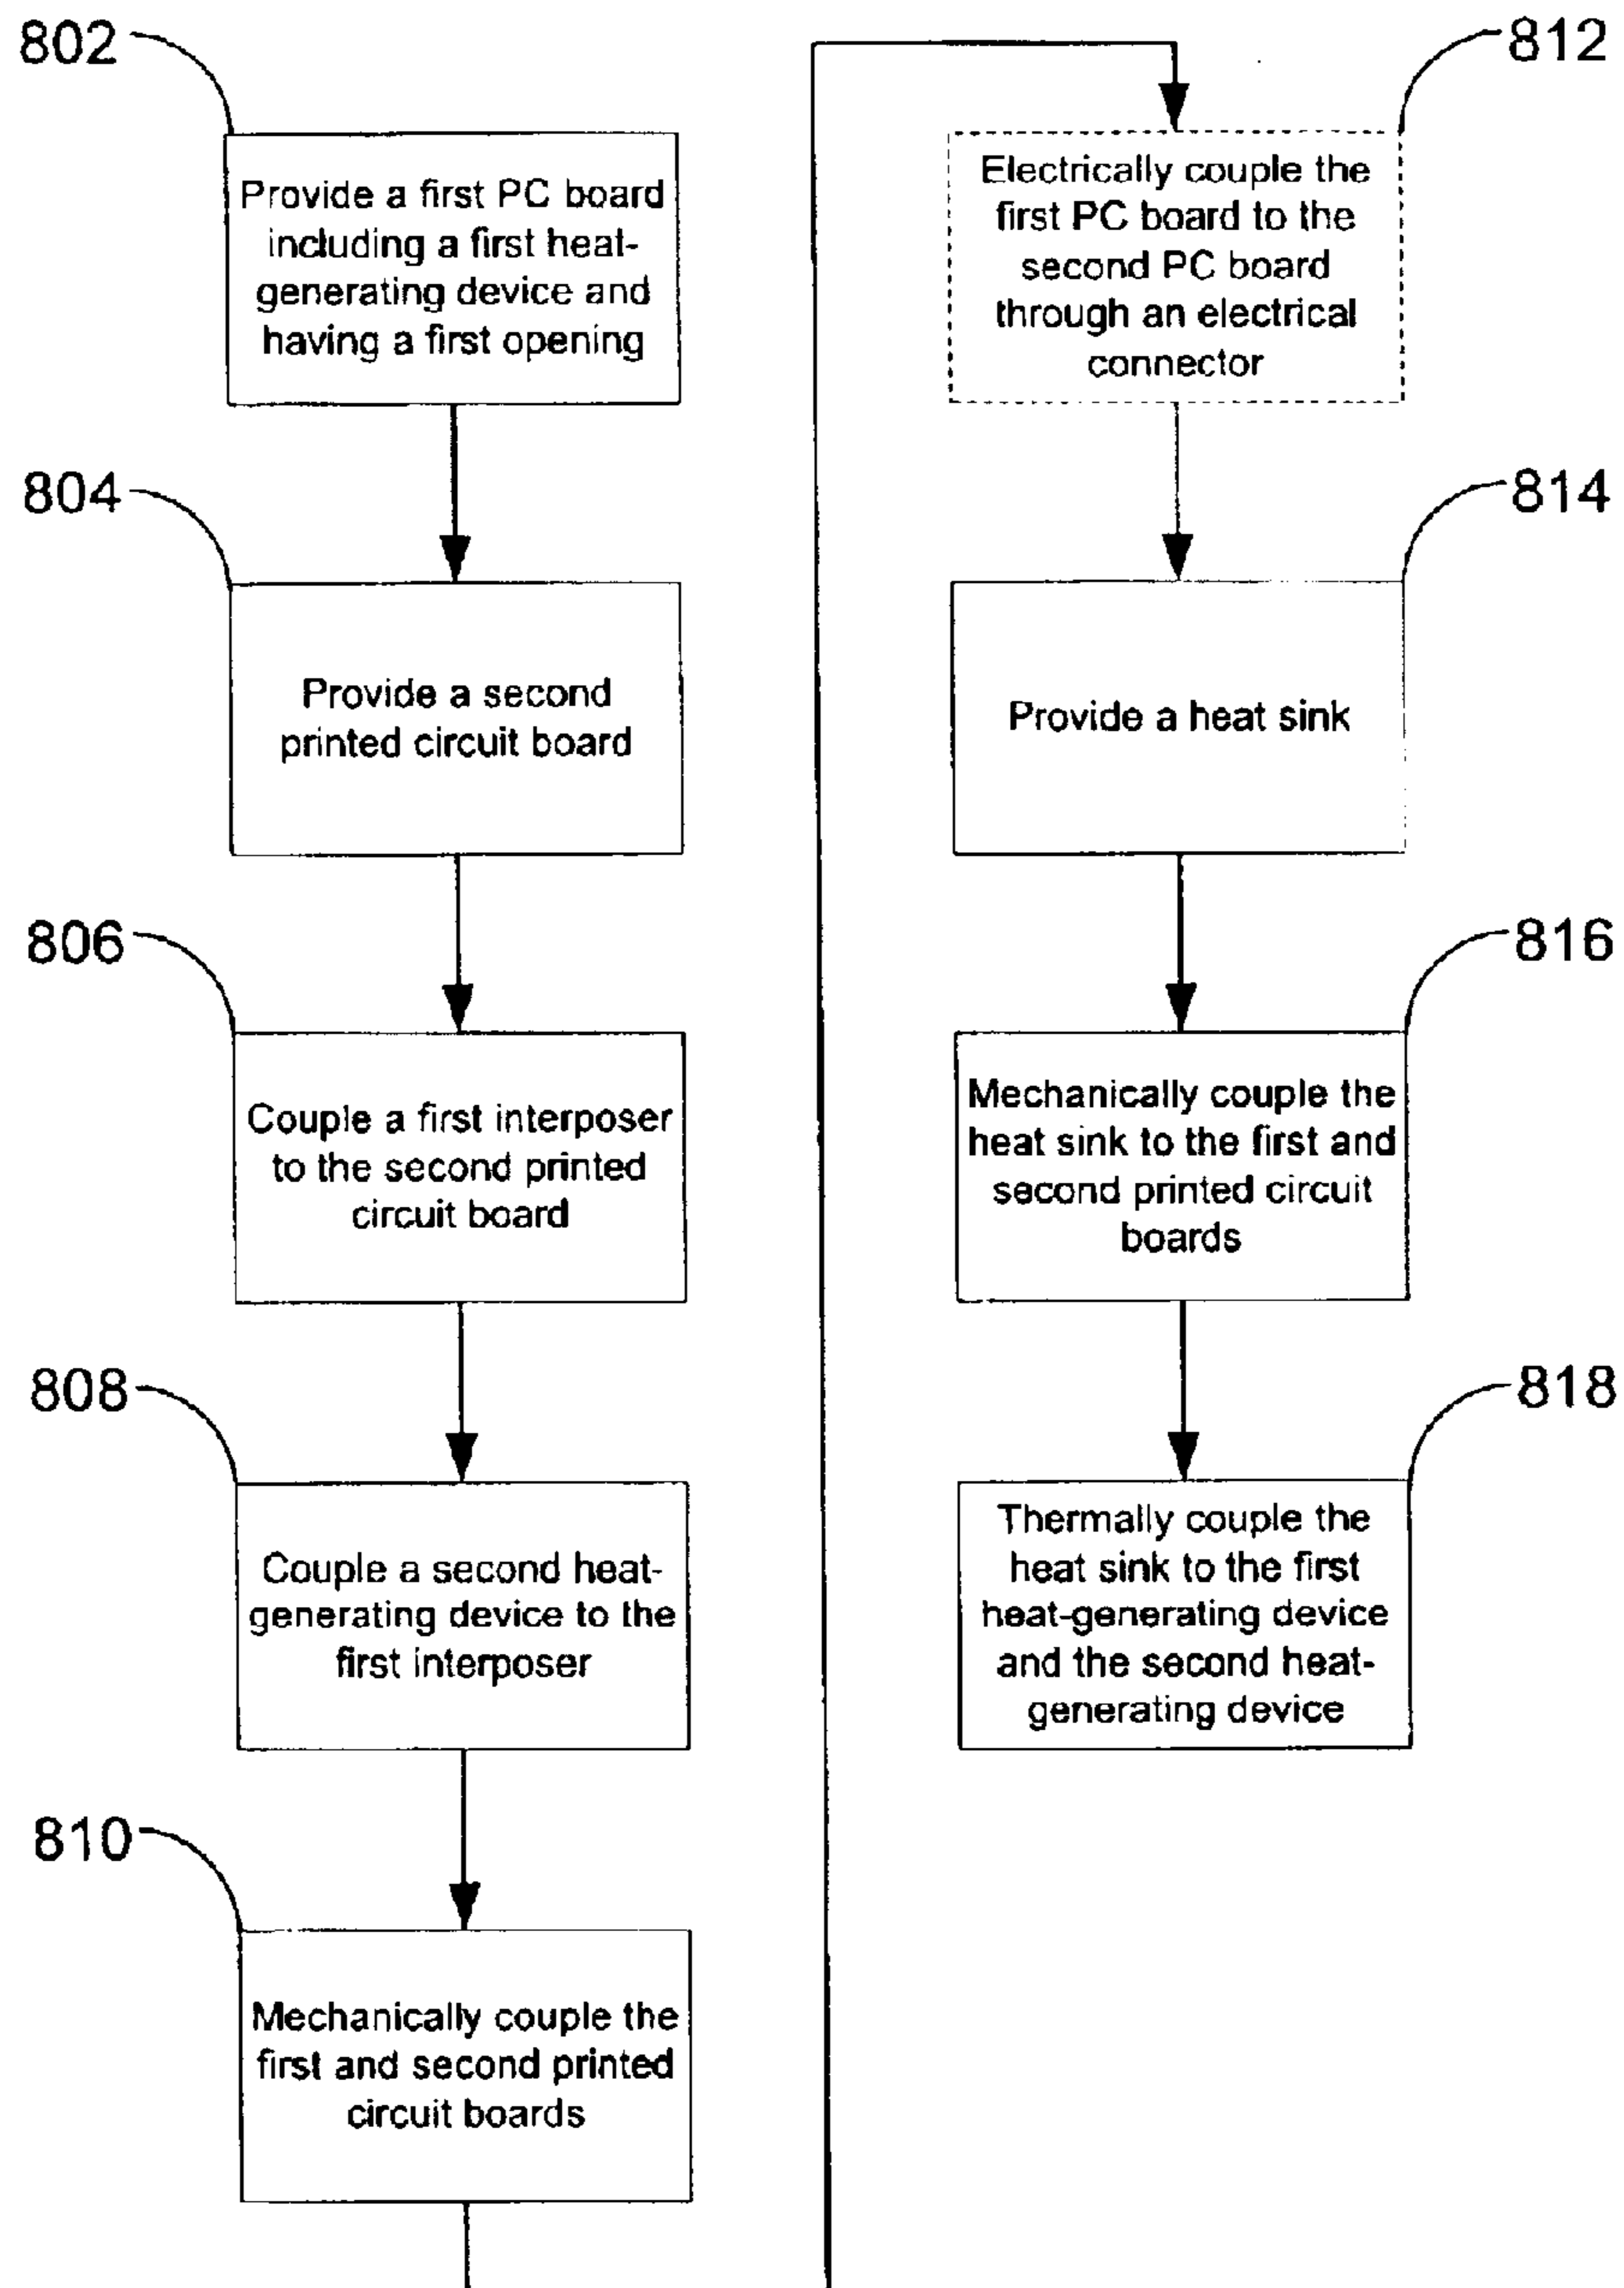 802
Provide a first PC board
including a first heat-
generating device and
having a first opening
804
Provide a second
printed circuit board
806
Couple a first interposer
to the second printed
circuit board
808
Couple a second heat-
generating device to the
first interposer
810
Mechanically couple the
first and second printed
circuit boards
812
Electrically couple the
first PC board to the
second PC board
through an electrical
connector
814
Provide a heat sink
816
Mechanically couple the
heat sink to the first and
second printed circuit
boards
818
Thermally couple the
heat sink to the first
heat-generating device
and the second heat-
generating device